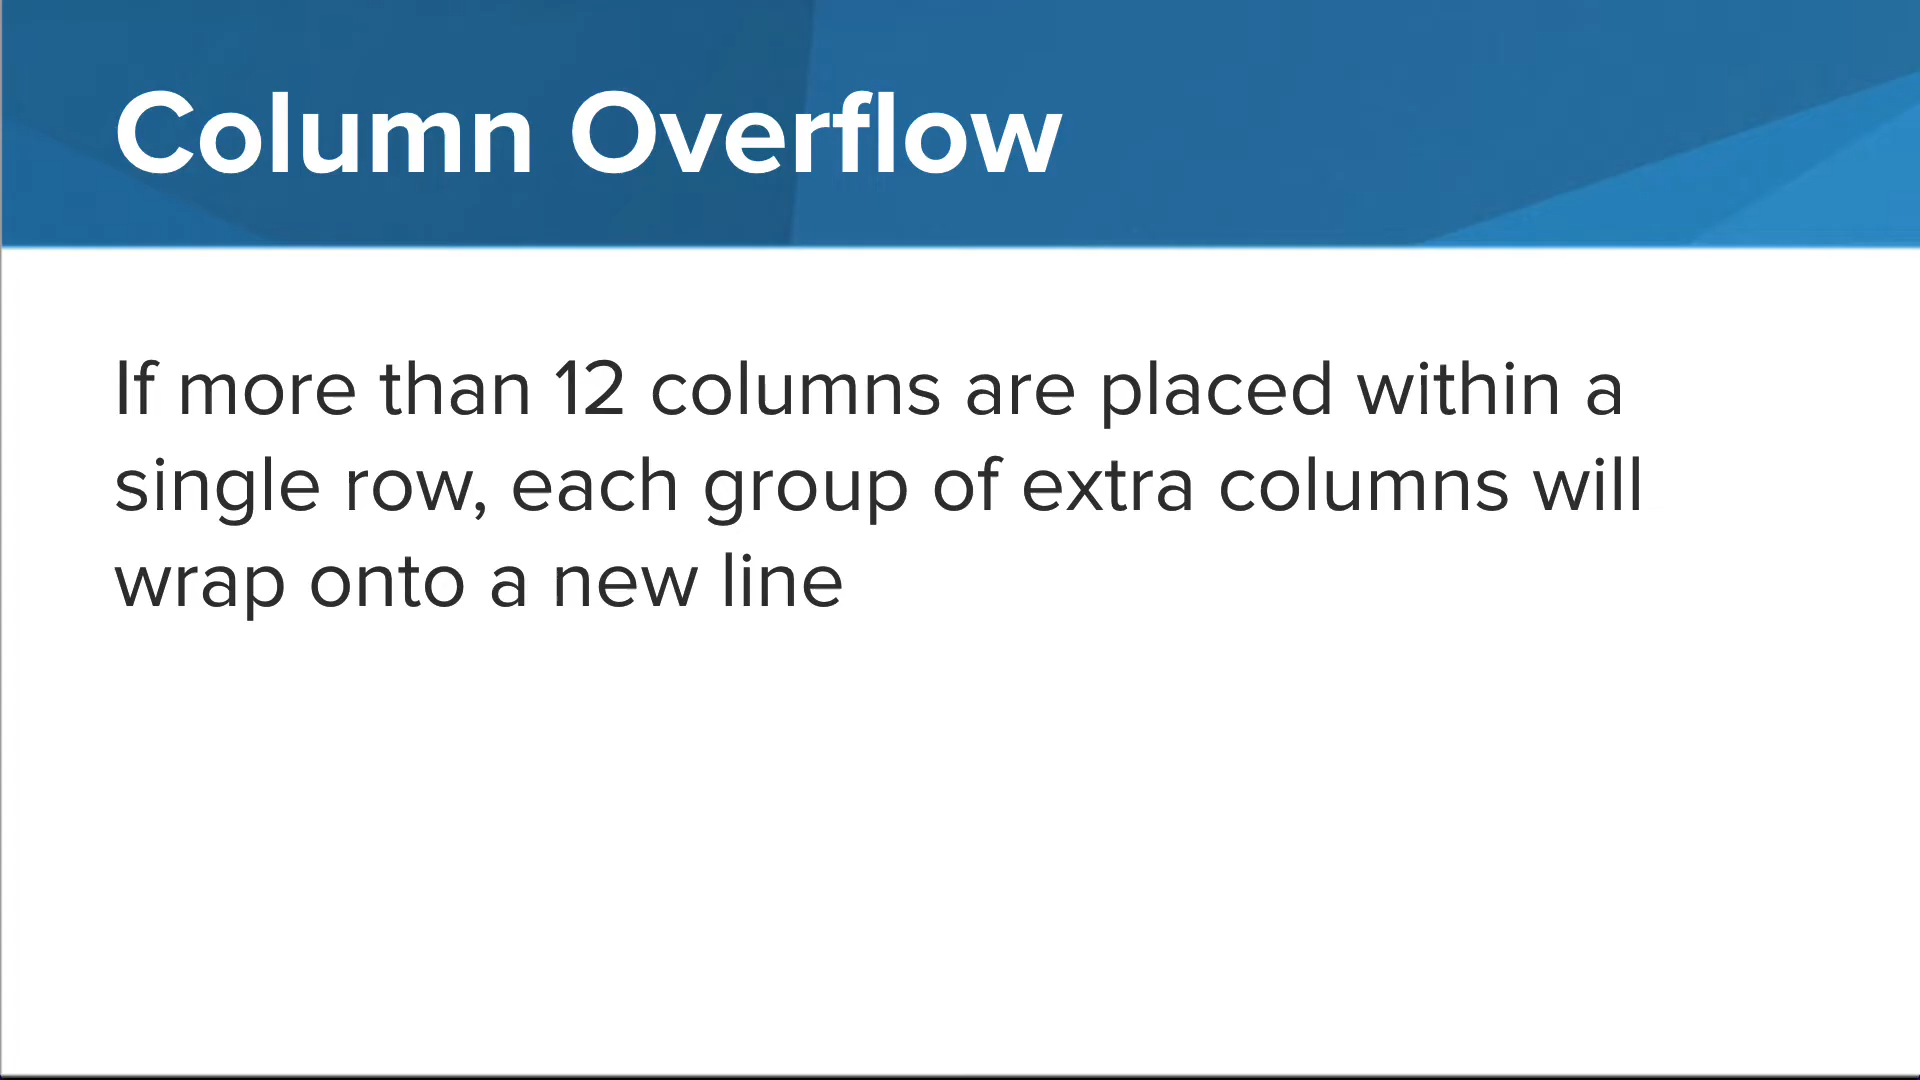 Column Overflow
If more than 12 columns are placed within a
single row, each group of extra columns will
wrap onto a new line